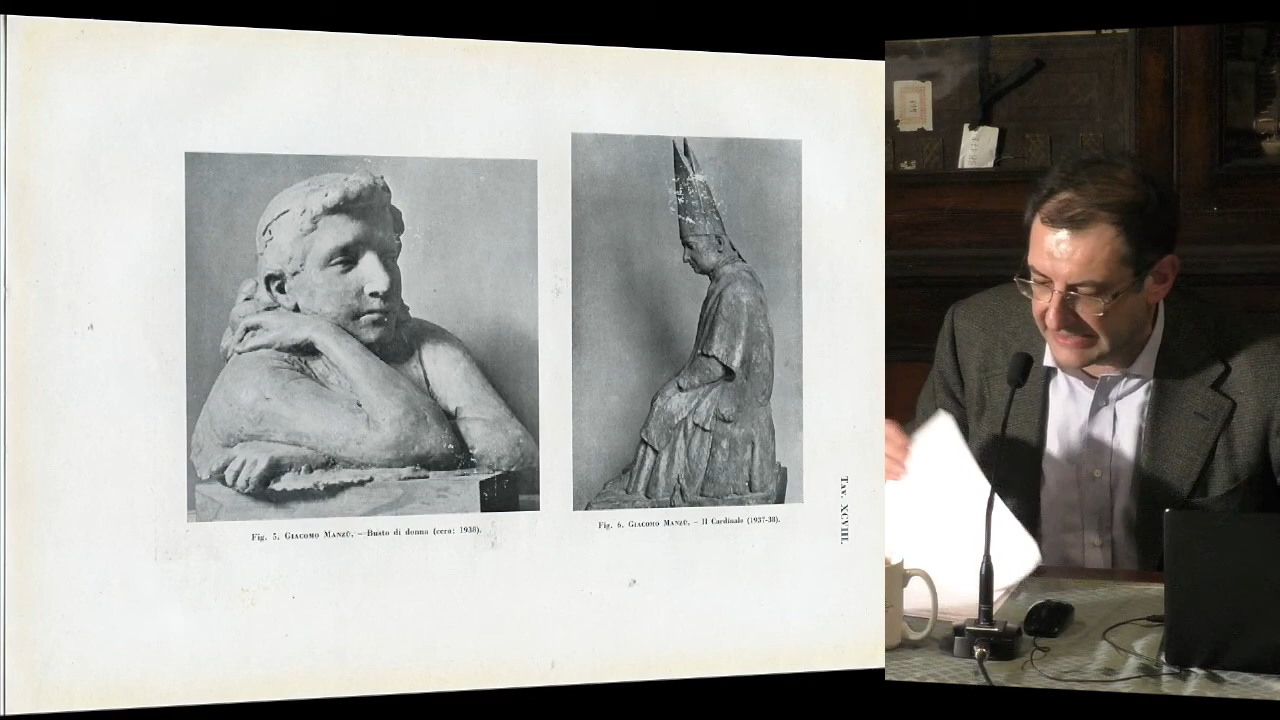 Fig. 5. GIACOMO MANZÙ, – Busto di donna (cera; 1938).
Fig. 6. GIACOMO MANZÙ, – Il Cardinale (1937-38).
TAV. XCVIII.